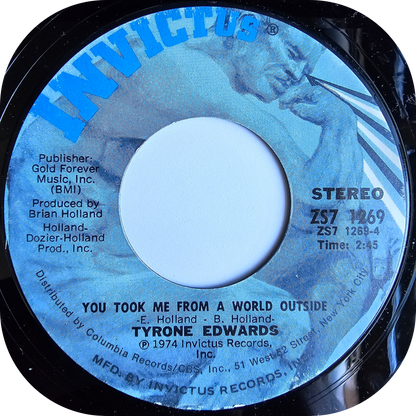 INVICTUS®
Publisher:
Gold Forever
Music, Inc.
(BMI)
Produced by
Brian Holland
Holland-
Dozier-Holland
Prod., Inc.
STEREO
ZS7 1269
ZS7 1269-4
Time: 2:45
YOU TOOK ME FROM A WORLD OUTSIDE
-E. Holland - B. Holland-
TYRONE EDWARDS
℗ 1974 Invictus Records,
Inc.
Distributed by Columbia Records/CBS, Inc., 51 West 52 Street, New York City
MFD. BY INVICTUS RECORDS,